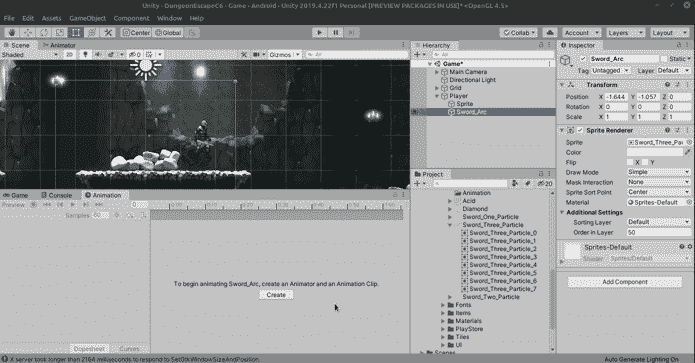 Unity - DungeonEscapeC6 - Game - Android - Unity 2019.4.22f1 Personal [PREVIEW PACKAGES IN USE]* <OpenGL 4.5>
File Edit Assets GameObject Component Window Help
Center Global Collab Account Layers Layout
Scene Animator
Shaded 2D 0 Gizmos All
Hierarchy
All
Game*
Main Camera
Directional Light
Grid
Player
Sprite
Sword_Arc
Game Console Animation
Preview 0
Samples 60
To begin animating Sword_Arc, create an Animator and an Animation Clip.
Create
Dopesheet Curves
Project
20
Animation
Acid
Diamond
Sword_One_Particle
Sword_Three_Particle
Sword_Three_Particle_0
Sword_Three_Particle_1
Sword_Three_Particle_2
Sword_Three_Particle_3
Sword_Three_Particle_4
Sword_Three_Particle_5
Sword_Three_Particle_6
Sword_Three_Particle_7
Sword_Two_Particle
Fonts
Items
Materials
PlayStore
Tiles
UI
Scenes
Inspector
Sword_Arc Static
Tag Untagged Layer Default
Transform
Position X -1.644 Y -1.057 Z 0
Rotation X 0 Y 0 Z 0
Scale X 1 Y 1 Z 1
Sprite Renderer
Sprite Sword_Three_Par
Color
Flip X Y
Draw Mode Simple
Mask Interaction None
Sprite Sort Point Center
Material Sprites-Default
Additional Settings
Sorting Layer Default
Order in Layer 50
Sprites-Default
Shader Sprites/Default
Add Component
X server took longer than 2164 milliseconds to respond to SetGtkWindowSizeAndPosition.
Auto Generate Lighting On